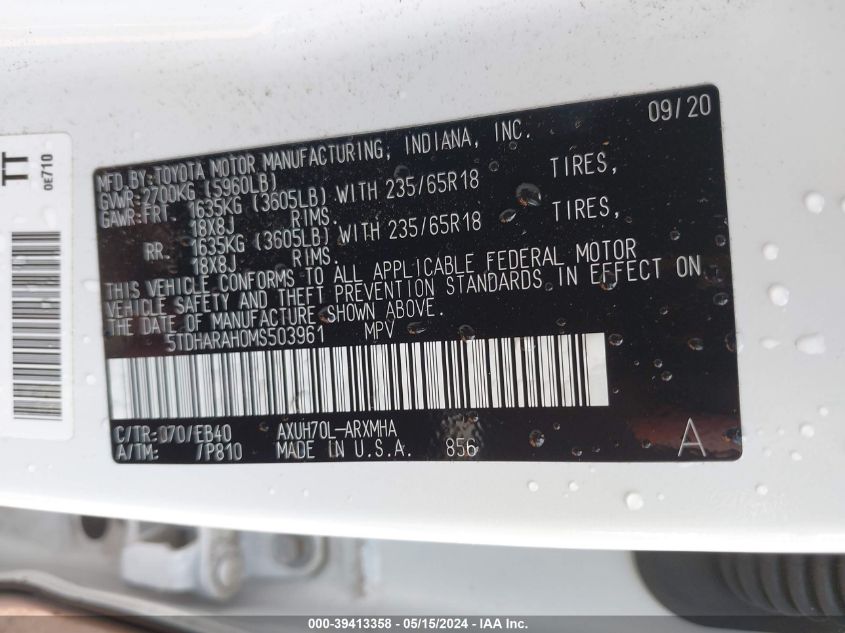 TT
0E710
09/20
MFD.BY:TOYOTA MOTOR MANUFACTURING, INDIANA, INC.
GVWR:2700KG (5960LB)
GAWR:FRT 1635KG (3605LB) WITH 235/65R18 TIRES,
18X8J RIMS.
RR. 1635KG (3605LB) WITH 235/65R18 TIRES,
18X8J RIMS.
THIS VEHICLE CONFORMS TO ALL APPLICABLE FEDERAL MOTOR
VEHICLE SAFETY AND THEFT PREVENTION STANDARDS IN EFFECT ON
THE DATE OF MANUFACTURE SHOWN ABOVE.
5TDHARAH0MS503961 MPV
C/TR:070/EB40 AXUH70L-ARXMHA
A/TM: /P810 MADE IN U.S.A. 856 A
000-39413358 - 05/15/2024 - IAA Inc.